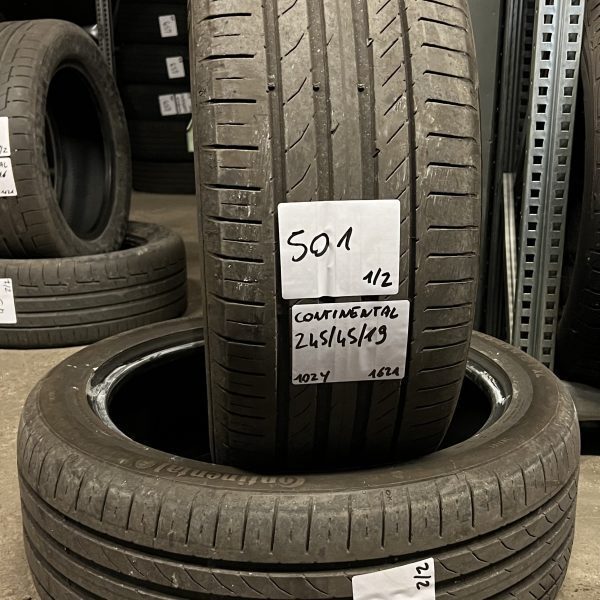 501
1/2
CONTINENTAL
245/45/19
102Y 1621
Continental
2/2